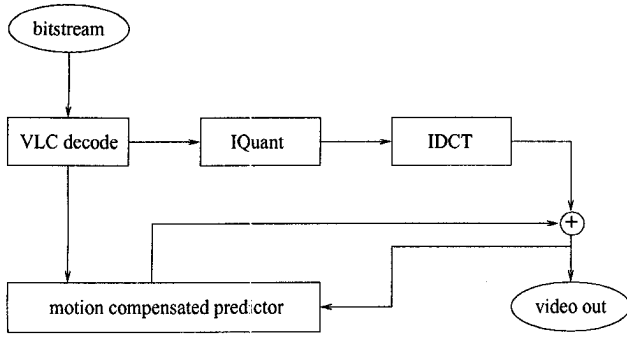 bitstream
VLC decode
IQuant
IDCT
+
motion compensated predictor
video out